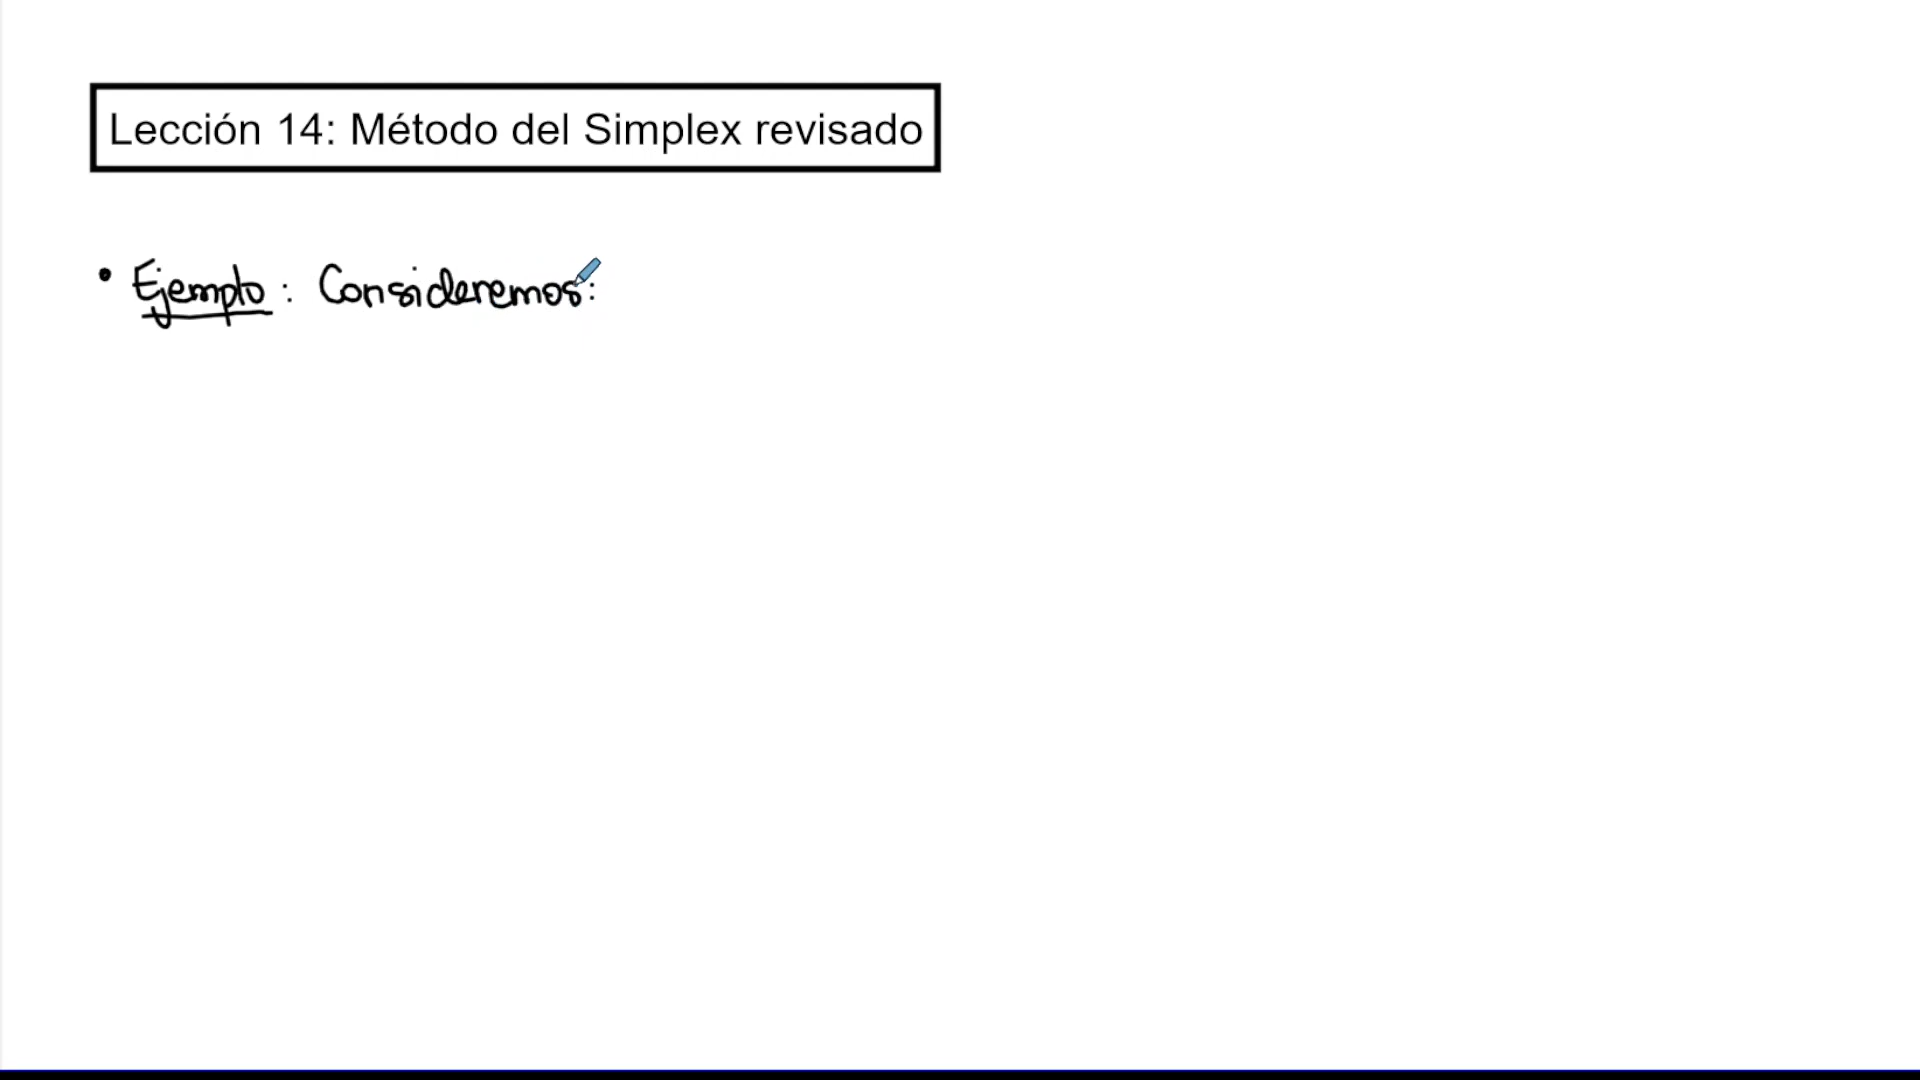 Lección 14: Método del Simplex revisado
• Ejemplo: Consideremos: